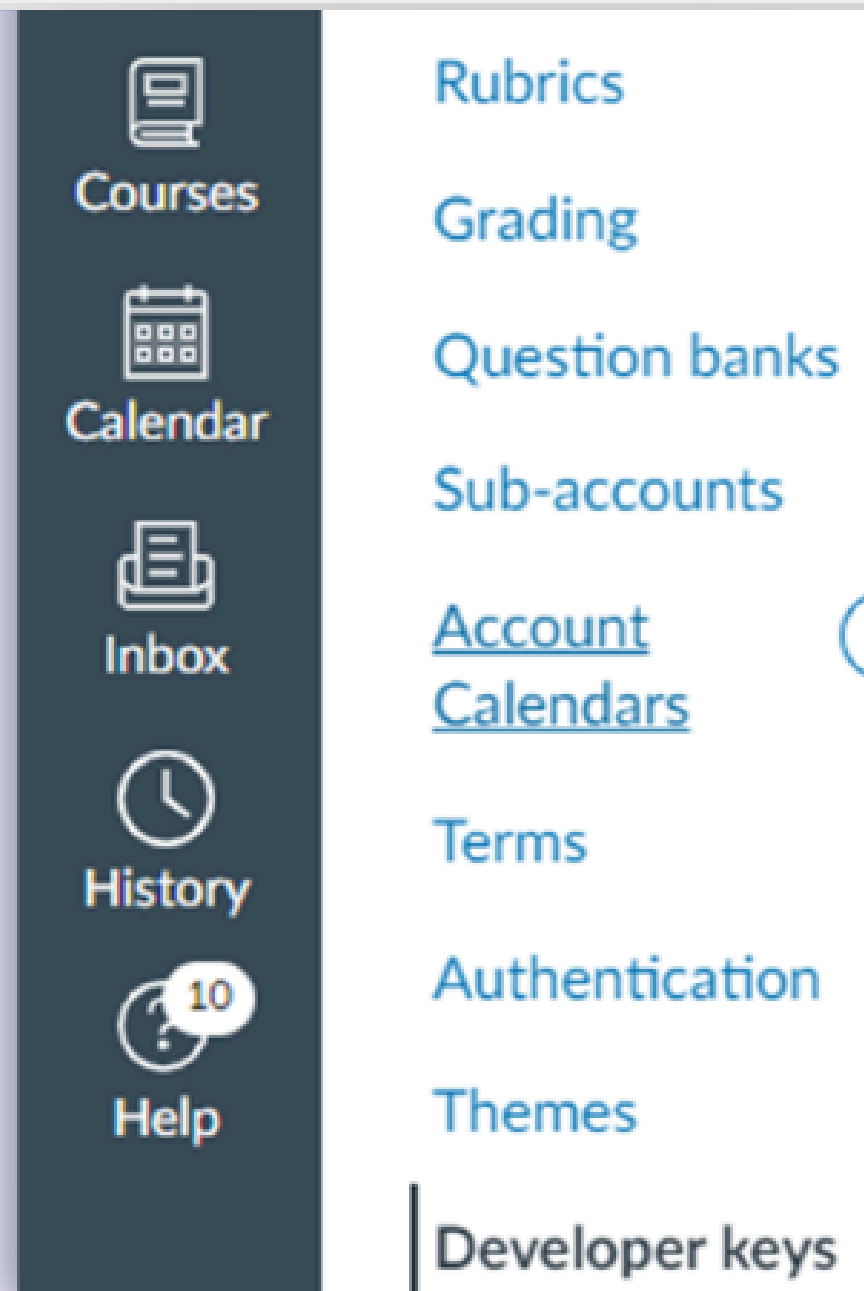 Courses
Calendar
Inbox
History
10
Help
Rubrics
Grading
Question banks
Sub-accounts
Account
Calendars
Terms
Authentication
Themes
Developer keys